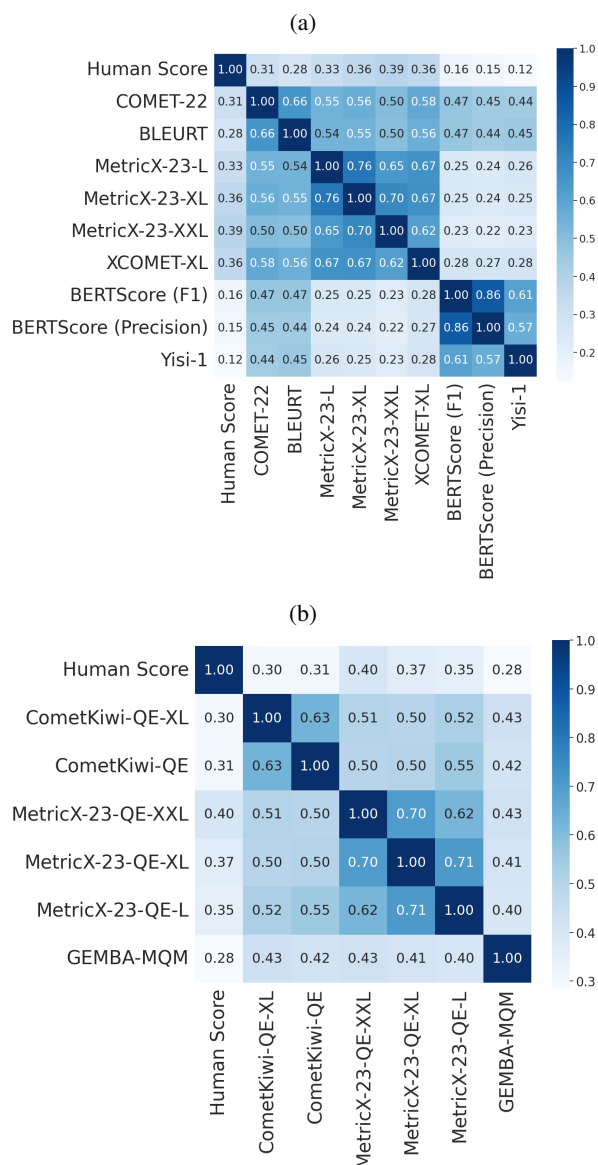 (a)
Human Score 1.00 0.31 0.28 0.33 0.36 0.39 0.36 0.16 0.15 0.12
COMET-22 0.31 1.00 0.66 0.55 0.56 0.50 0.58 0.47 0.45 0.44
BLEURT 0.28 0.66 1.00 0.54 0.55 0.50 0.56 0.47 0.44 0.45
MetricX-23-L 0.33 0.55 0.54 1.00 0.76 0.65 0.67 0.25 0.24 0.26
MetricX-23-XL 0.36 0.56 0.55 0.76 1.00 0.70 0.67 0.25 0.24 0.25
MetricX-23-XXL 0.39 0.50 0.50 0.65 0.70 1.00 0.62 0.23 0.22 0.23
XCOMET-XL 0.36 0.58 0.56 0.67 0.67 0.62 1.00 0.28 0.27 0.28
BERTScore (F1) 0.16 0.47 0.47 0.25 0.25 0.23 0.28 1.00 0.86 0.61
BERTScore (Precision) 0.15 0.45 0.44 0.24 0.24 0.22 0.27 0.86 1.00 0.57
Yisi-1 0.12 0.44 0.45 0.26 0.25 0.23 0.28 0.61 0.57 1.00
Human Score
COMET-22
BLEURT
MetricX-23-L
MetricX-23-XL
MetricX-23-XXL
XCOMET-XL
BERTScore (F1)
BERTScore (Precision)
Yisi-1
1.0
0.9
0.8
0.7
0.6
0.5
0.4
0.3
0.2
(b)
Human Score 1.00 0.30 0.31 0.40 0.37 0.35 0.28
CometKiwi-QE-XL 0.30 1.00 0.63 0.51 0.50 0.52 0.43
CometKiwi-QE 0.31 0.63 1.00 0.50 0.50 0.55 0.42
MetricX-23-QE-XXL 0.40 0.51 0.50 1.00 0.70 0.62 0.43
MetricX-23-QE-XL 0.37 0.50 0.50 0.70 1.00 0.71 0.41
MetricX-23-QE-L 0.35 0.52 0.55 0.62 0.71 1.00 0.40
GEMBA-MQM 0.28 0.43 0.42 0.43 0.41 0.40 1.00
Human Score
CometKiwi-QE-XL
CometKiwi-QE
MetricX-23-QE-XXL
MetricX-23-QE-XL
MetricX-23-QE-L
GEMBA-MQM
1.0
0.9
0.8
0.7
0.6
0.5
0.4
0.3